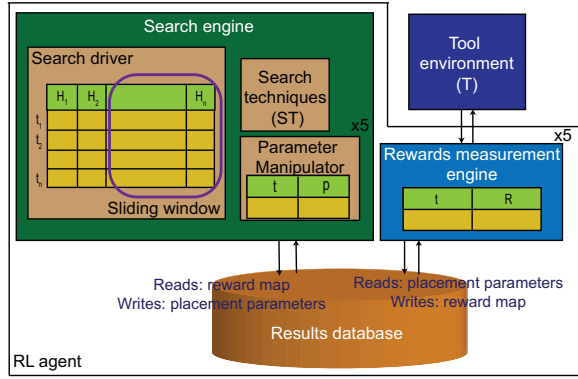 Search engine
Search driver
H1 H2 Hn
t1
t2
tn
Sliding window
Search
techniques
(ST)
x5
Parameter
Manipulator
t p
Tool
environment
(T)
x5
Rewards measurement
engine
t R
Reads: reward map
Writes: placement parameters
Reads: placement parameters
Writes: reward map
Results database
RL agent